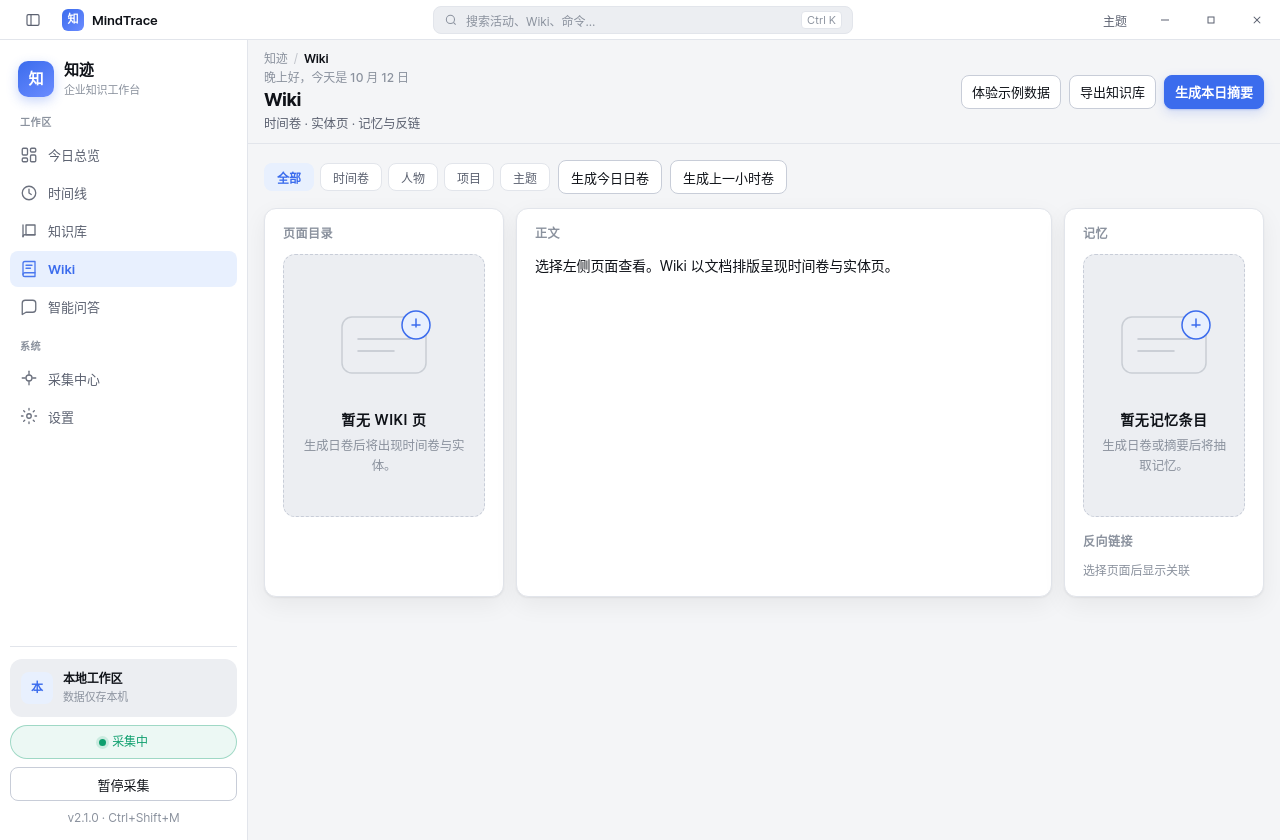 知 MindTrace
搜索活动、Wiki、命令... Ctrl K
主题
知 知迹
企业知识工作台
工作区
今日总览
时间线
知识库
Wiki
智能问答
系统
采集中心
设置
本 本地工作区
数据仅存本机
采集中
暂停采集
v2.1.0 · Ctrl+Shift+M
知迹 / Wiki
晚上好，今天是 10 月 12 日
Wiki
时间卷 · 实体页 · 记忆与反链
体验示例数据 导出知识库 生成本日摘要
全部 时间卷 人物 项目 主题 生成今日日卷 生成上一小时卷
页面目录
暂无 WIKI 页
生成日卷后将出现时间卷与实
体。
正文
选择左侧页面查看。Wiki 以文档排版呈现时间卷与实体页。
记忆
暂无记忆条目
生成日卷或摘要后将抽
取记忆。
反向链接
选择页面后显示关联